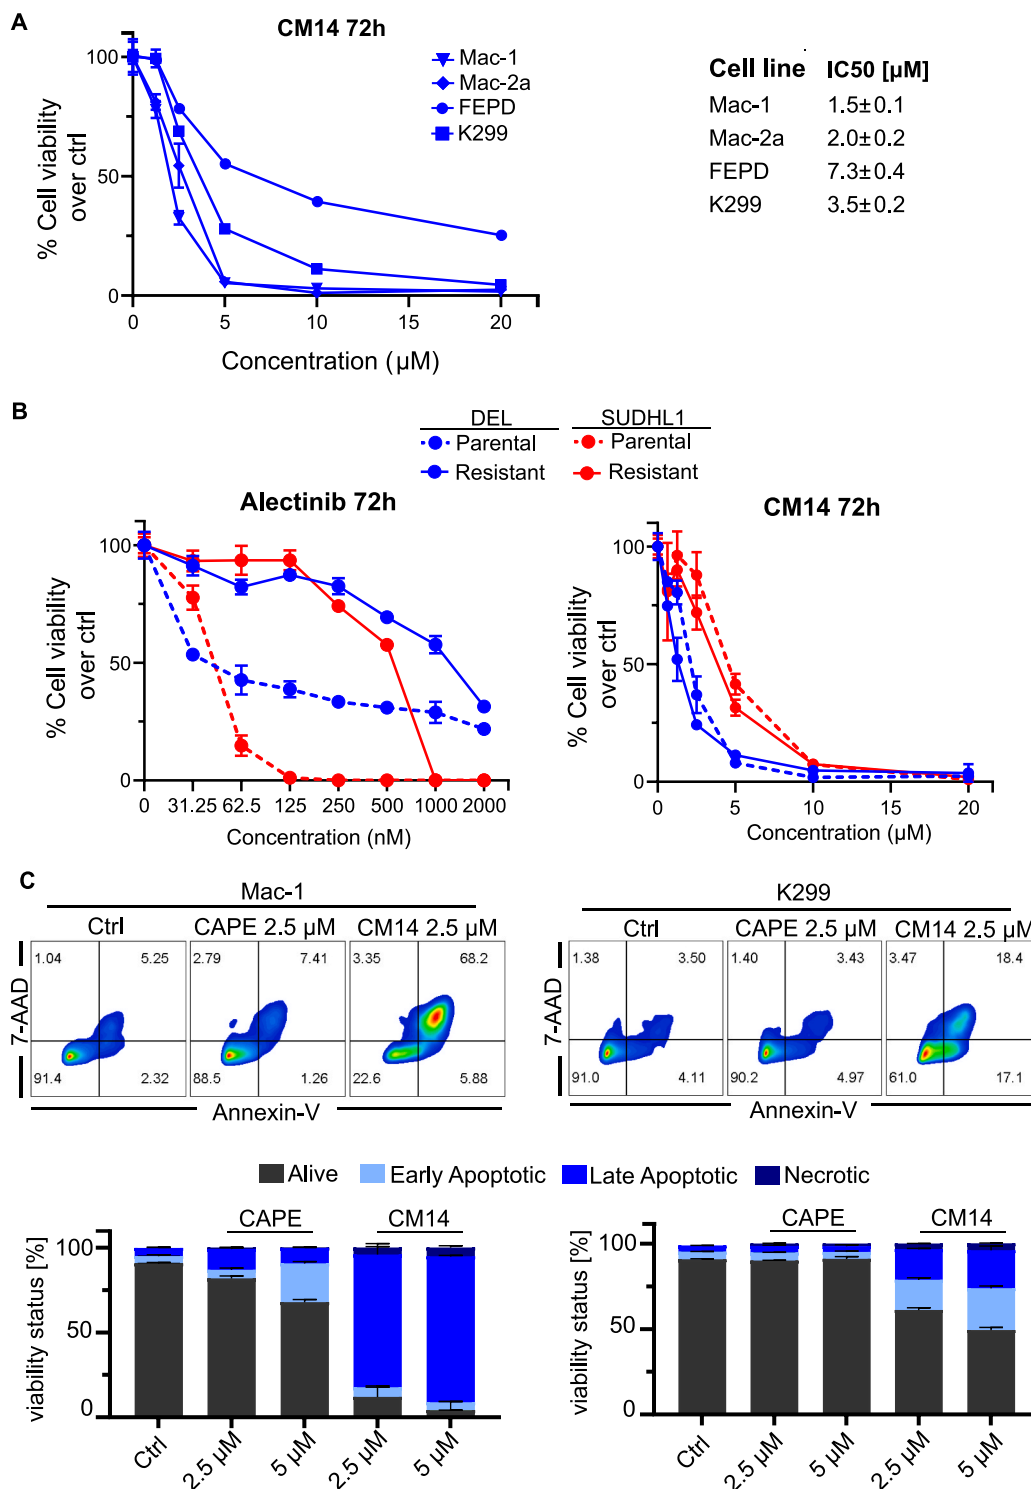 A
CM14 72h
Mac-1
Mac-2a
FEPD
K299
% Cell viability
over ctrl
100
50
0
0 5 10 15 20
Concentration (µM)
Cell line IC50 [µM]
Mac-1 1.5±0.1
Mac-2a 2.0±0.2
FEPD 7.3±0.4
K299 3.5±0.2
B
DEL SUDHL1
Parental Parental
Resistant Resistant
Alectinib 72h
% Cell viability
over ctrl
100
50
0
0 31.25 62.5 125 250 500 1000 2000
Concentration (nM)
CM14 72h
% Cell viability
over ctrl
100
50
0
0 5 10 15 20
Concentration (µM)
C
Mac-1
Ctrl CAPE 2.5 µM CM14 2.5 µM
7-AAD
1.04 5.25 2.79 7.41 3.35 68.2
91.4 2.32 88.5 1.26 22.6 5.88
Annexin-V
K299
Ctrl CAPE 2.5 µM CM14 2.5 µM
7-AAD
1.38 3.50 1.40 3.43 3.47 18.4
91.0 4.11 90.2 4.97 61.0 17.1
Annexin-V
Alive Early Apoptotic Late Apoptotic Necrotic
CAPE CM14
viability status [%]
100
50
0
Ctrl 2.5 µM 5 µM 2.5 µM 5 µM
CAPE CM14
viability status [%]
100
50
0
Ctrl 2.5 µM 5 µM 2.5 µM 5 µM